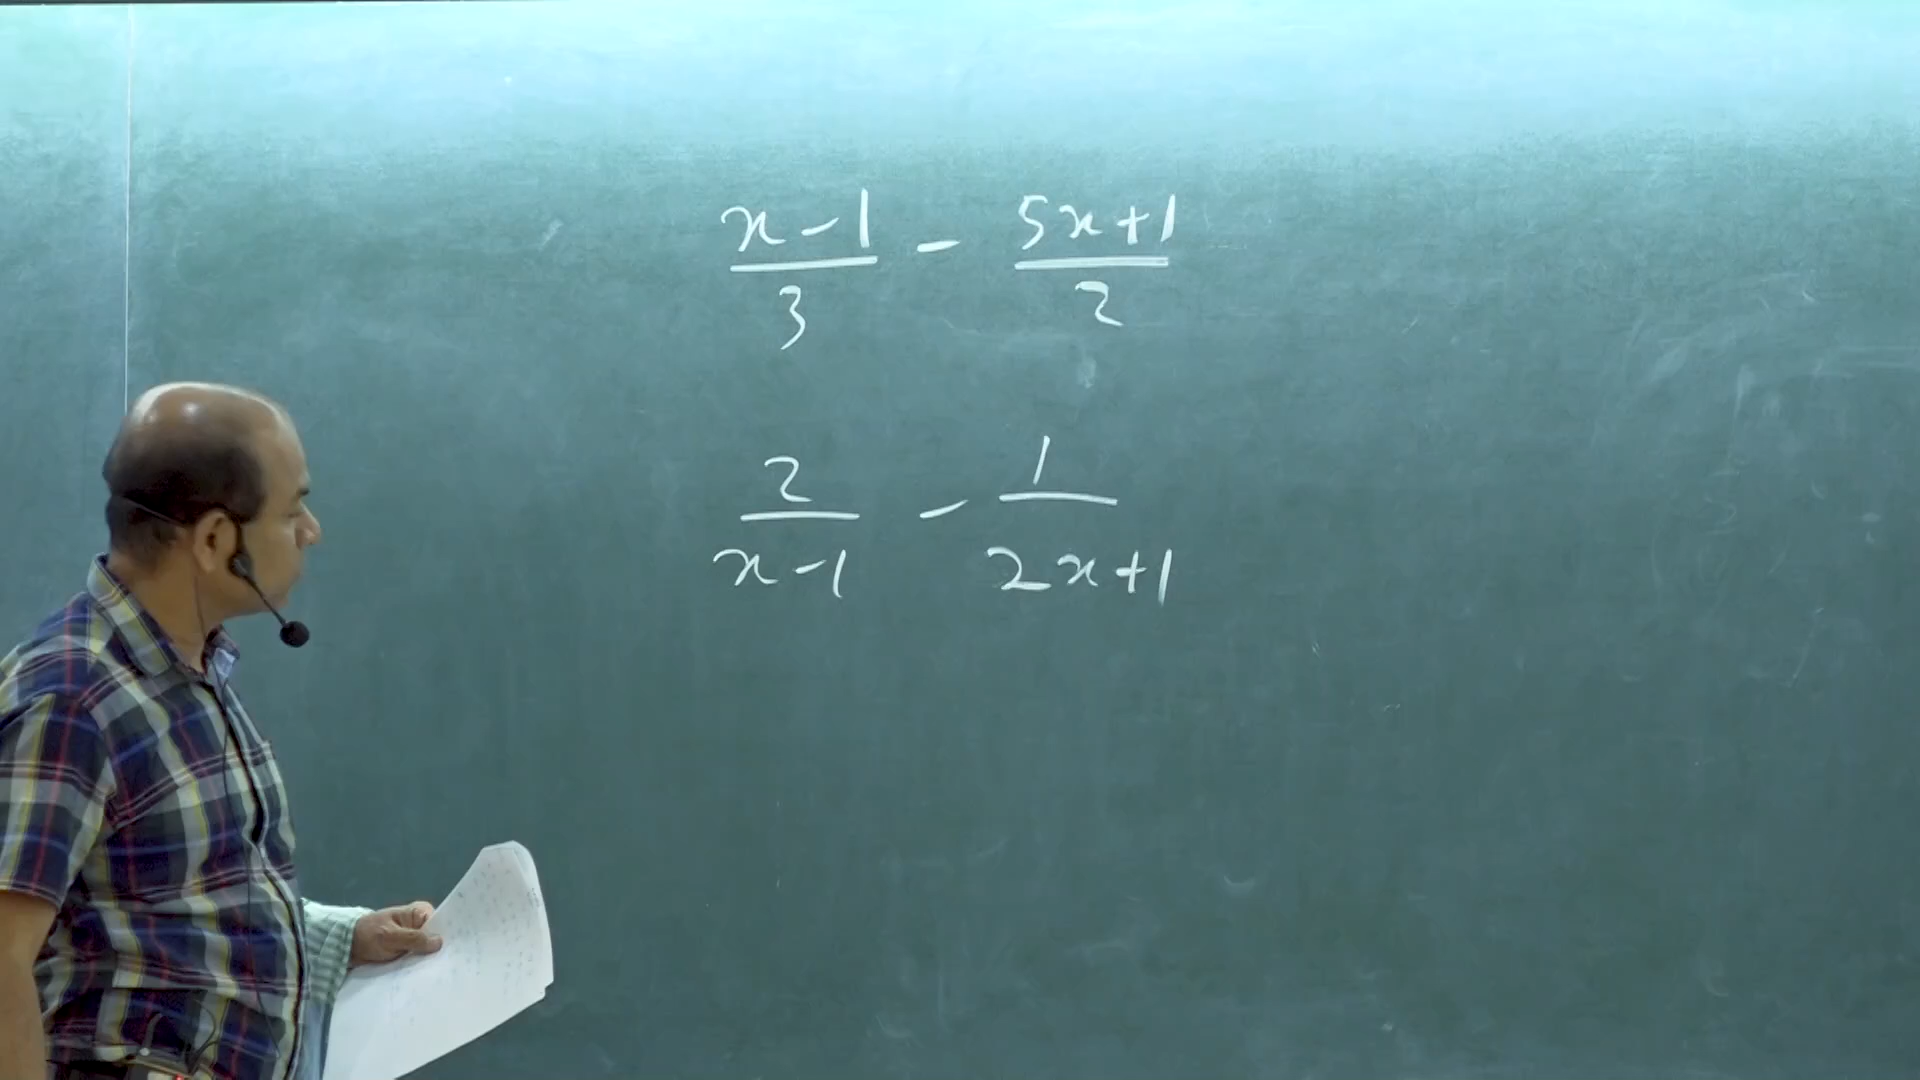 x-1/3 - 5x+1/2
2/x-1 - 1/2x+1